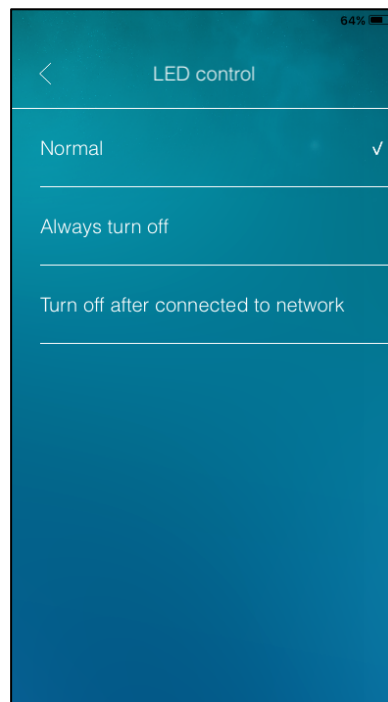 64%
LED control
Normal
Always turn off
Turn off after connected to network